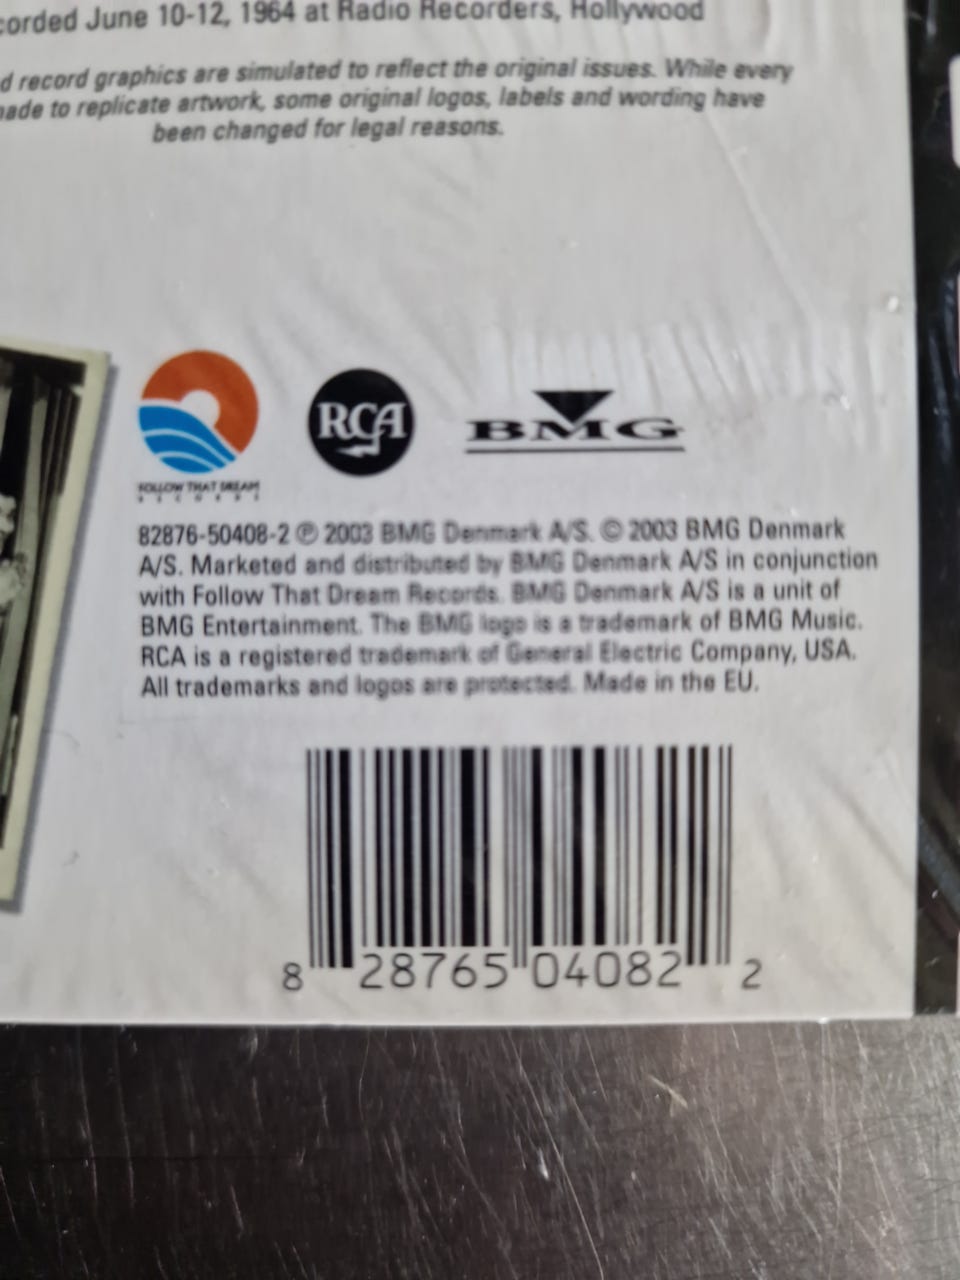 corded June 10-12, 1964 at Radio Recorders, Hollywood
d record graphics are simulated to reflect the original issues. While every
made to replicate artwork, some original logos, labels and wording have
been changed for legal reasons.
FOLLOW THAT DREAM
RECORDS
RCA
BMG
82876-50408-2 ℗ 2003 BMG Denmark A/S. © 2003 BMG Denmark
A/S. Marketed and distributed by BMG Denmark A/S in conjunction
with Follow That Dream Records. BMG Denmark A/S is a unit of
BMG Entertainment. The BMG logo is a trademark of BMG Music.
RCA is a registered trademark of General Electric Company, USA.
All trademarks and logos are protected. Made in the EU.
8 28765 04082 2